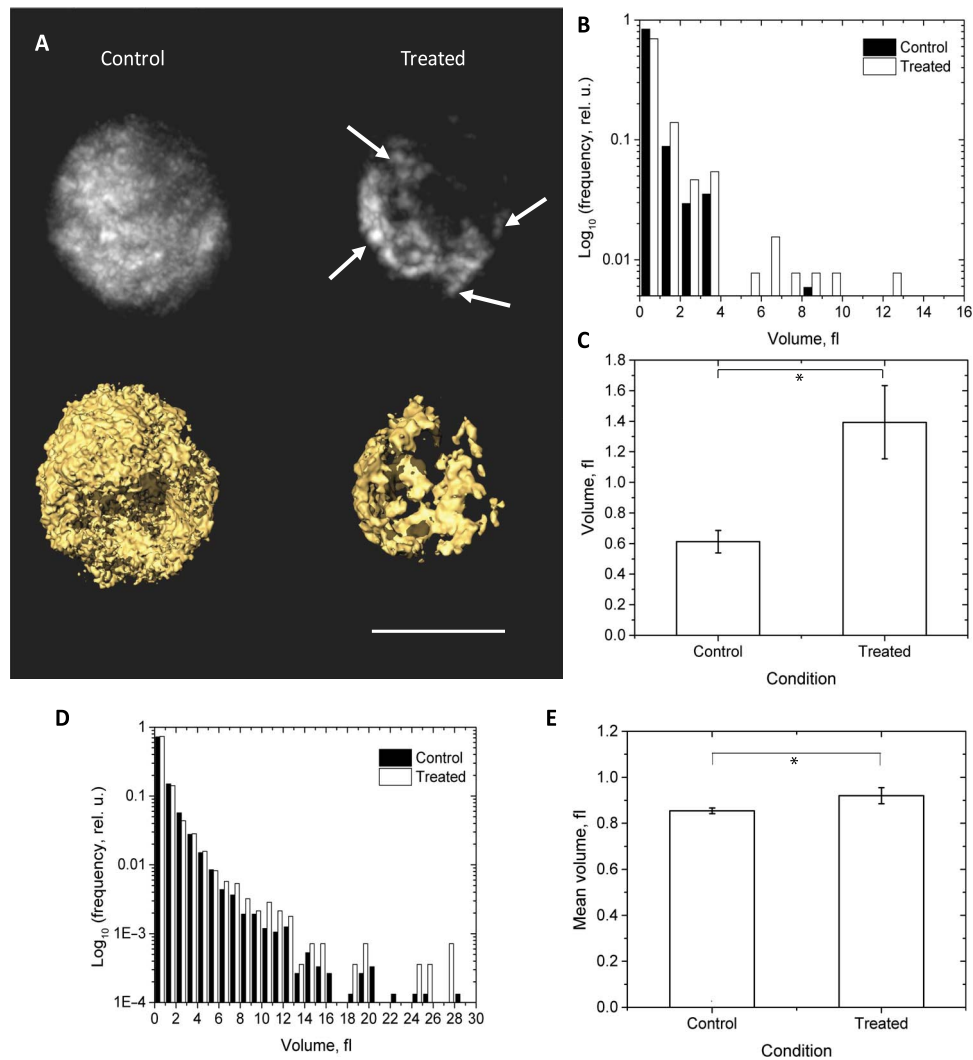 A
Control
Treated
B
1
0.1
0.01
Log10 (frequency, rel. u.)
Control
Treated
0 2 4 6 8 10 12 14 16
Volume, fl
C
1.8
1.6
1.4
1.2
1.0
0.8
0.6
0.4
0.2
0.0
Volume, fl
*
Control
Treated
Condition
D
1
0.1
0.01
1E−3
1E−4
Log10 (frequency, rel. u.)
Control
Treated
0 2 4 6 8 10 12 14 16 18 20 22 24 26 28 30
Volume, fl
E
1.2
1.0
0.8
0.6
0.4
0.2
0.0
Mean volume, fl
*
Control
Treated
Condition